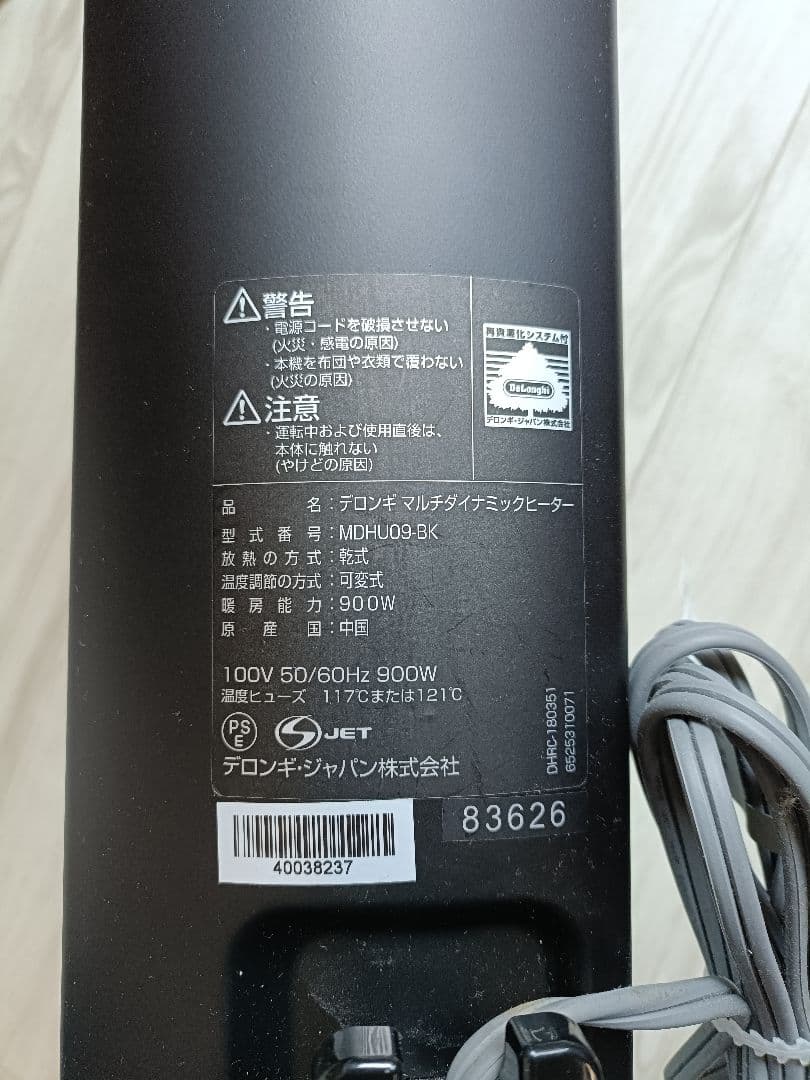 警告
・電源コードを破損させない
(火災・感電の原因)
・本機を布団や衣類で覆わない
(火災の原因)
注意
・運転中および使用直後は、
本体に触れない
(やけどの原因)
再資源化システム付
DeLonghi
デロンギ・ジャパン株式会社
品名:デロンギ マルチダイナミックヒーター
型式番号:MDHU09-BK
放熱の方式:乾式
温度調節の方式:可変式
暖房能力:900W
原産国:中国
100V 50/60Hz 900W
温度ヒューズ 117℃または121℃
PS
E
S JET
デロンギ・ジャパン株式会社
DHRC-180351
6525310071
40038237
83626